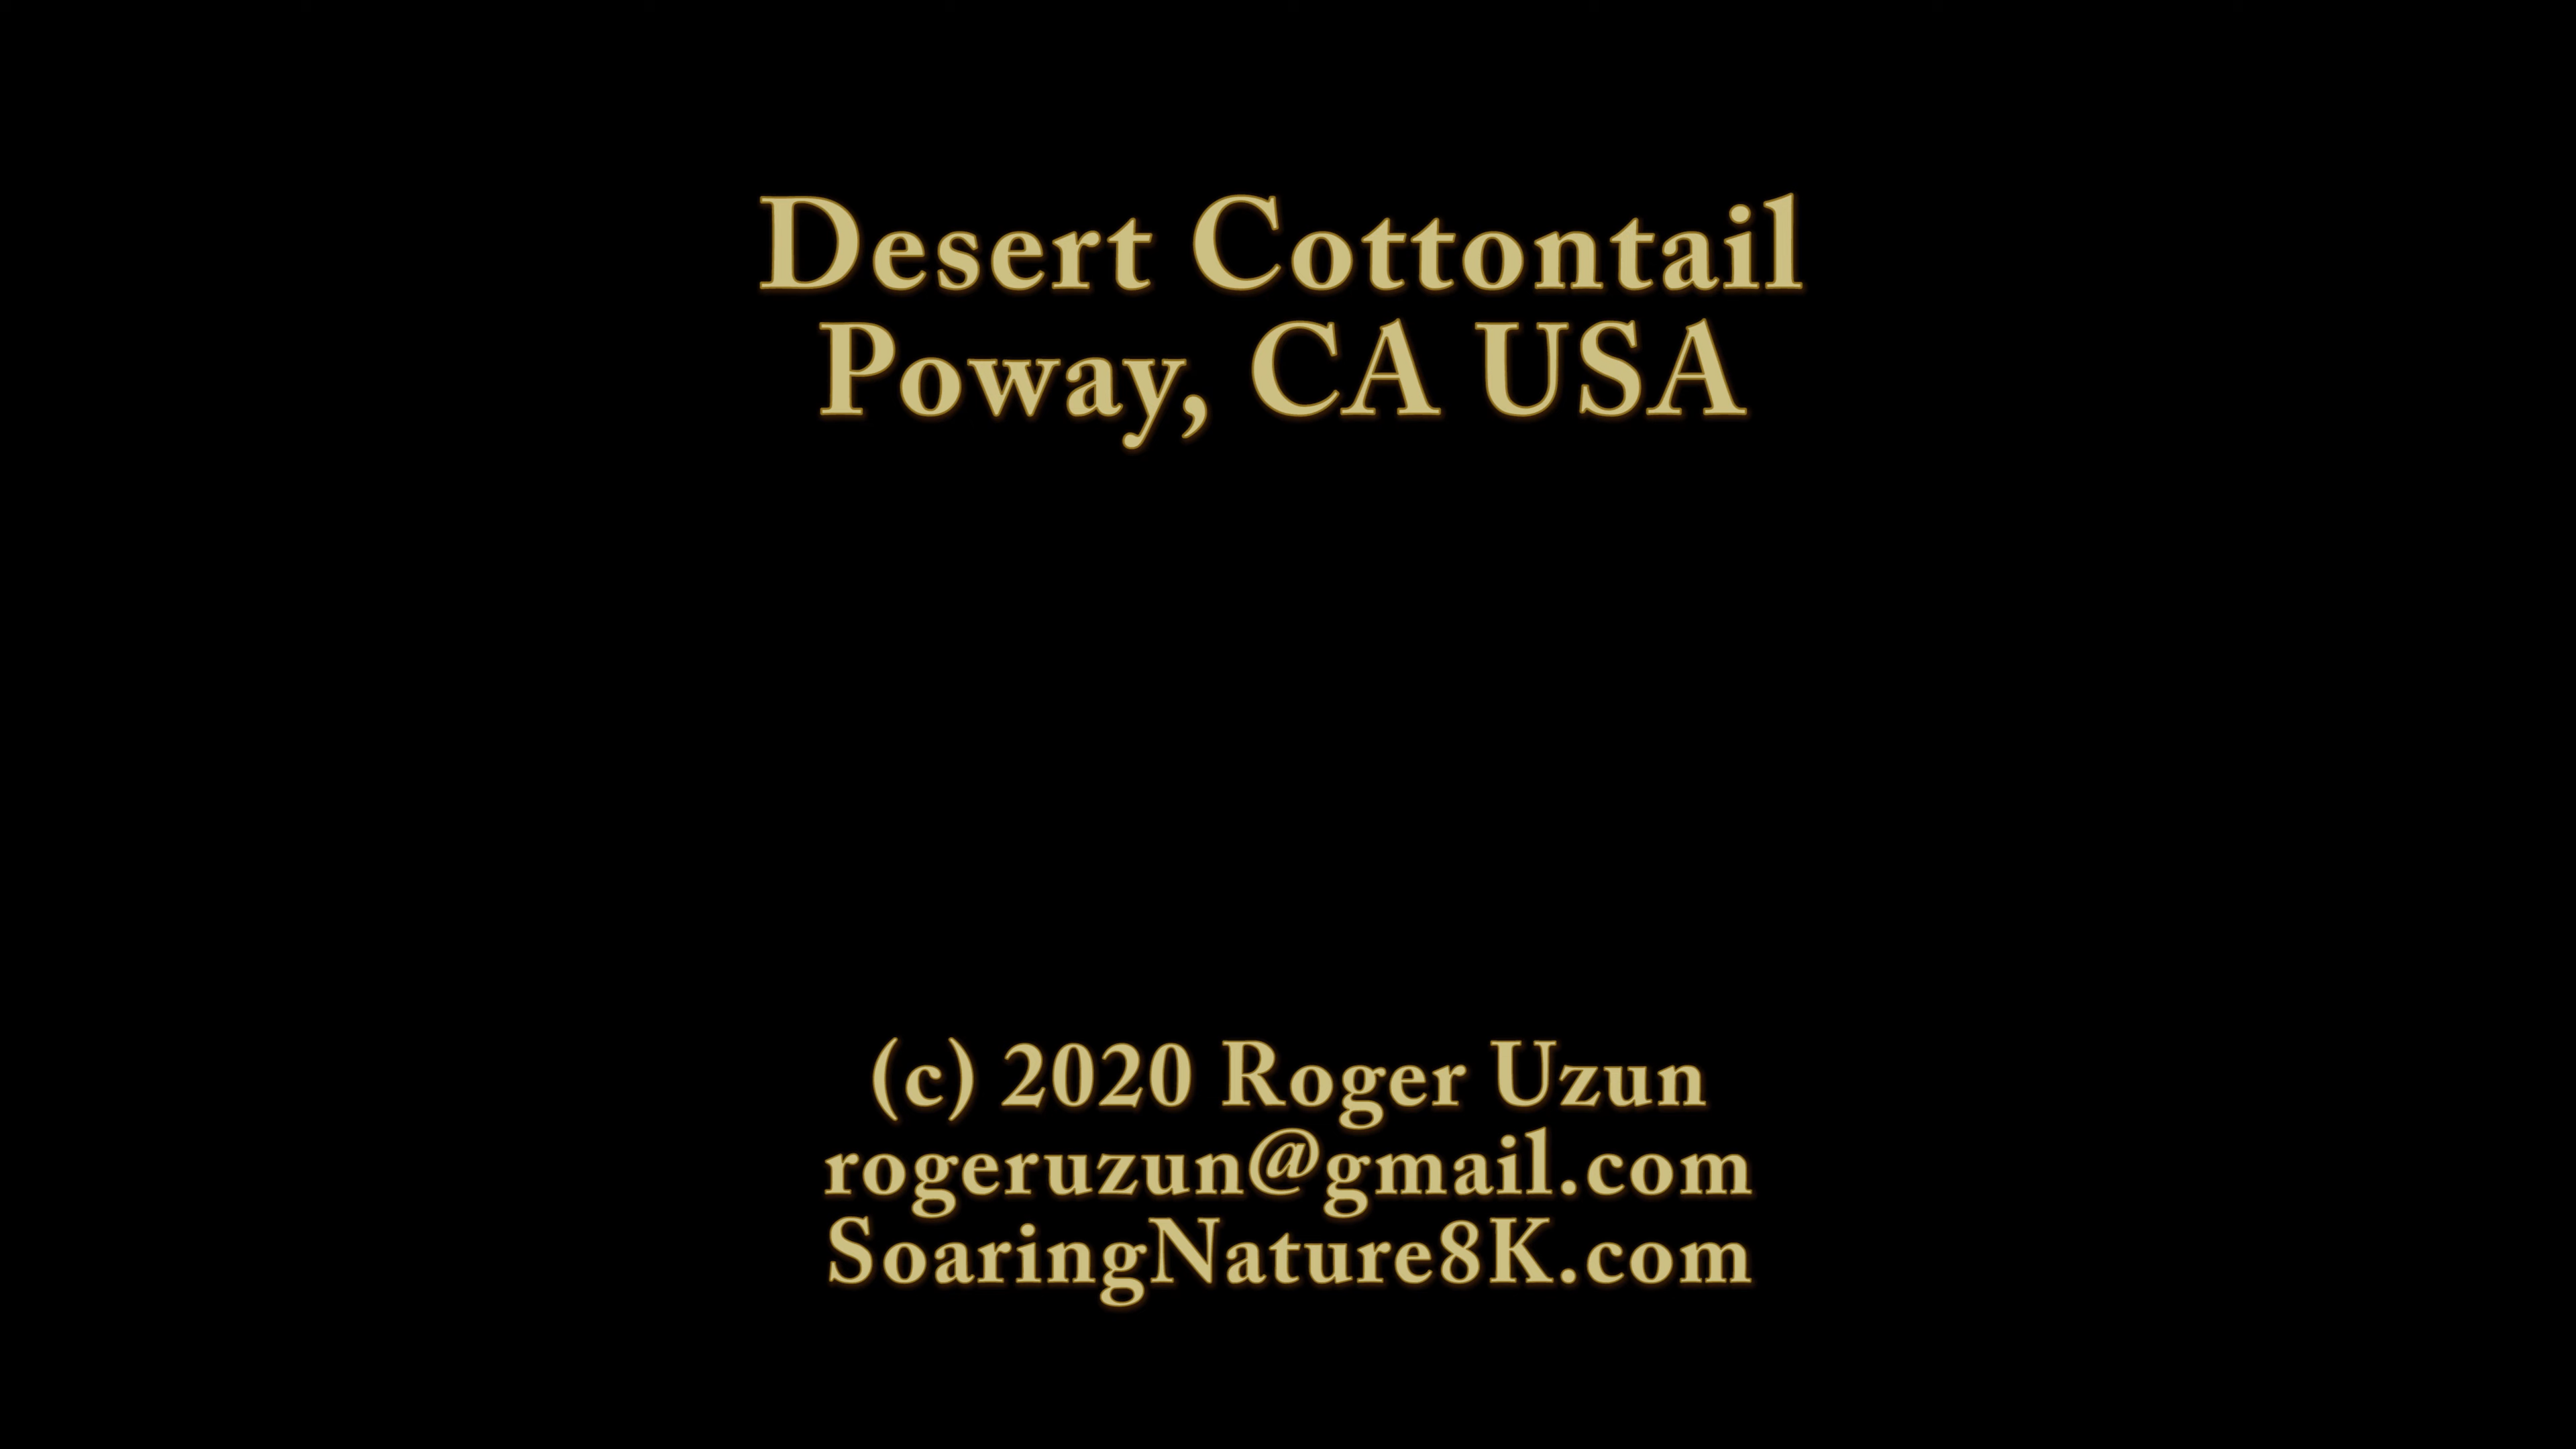 Desert Cottontail
Poway, CA USA
(c) 2020 Roger Uzun
rogeruzun@gmail.com
SoaringNature8K.com